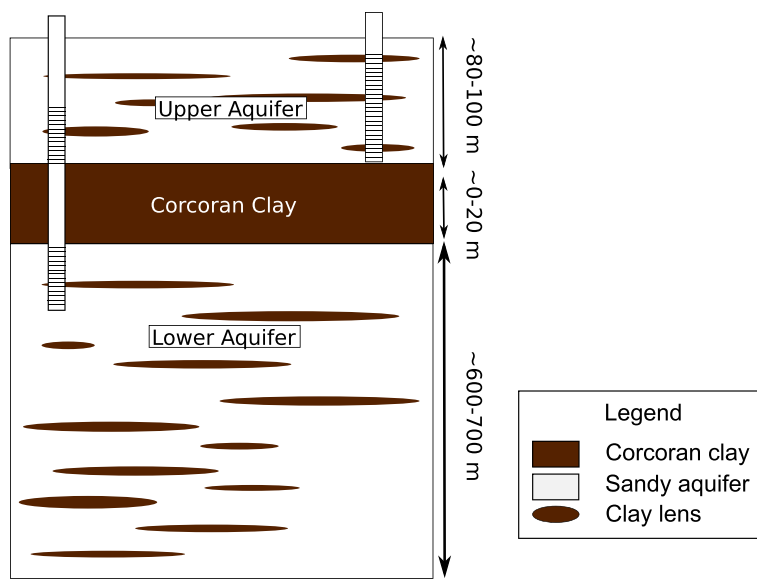 Upper Aquifer
Corcoran Clay
Lower Aquifer
~80-100 m
~0-20 m
~600-700 m
Legend
Corcoran clay
Sandy aquifer
Clay lens